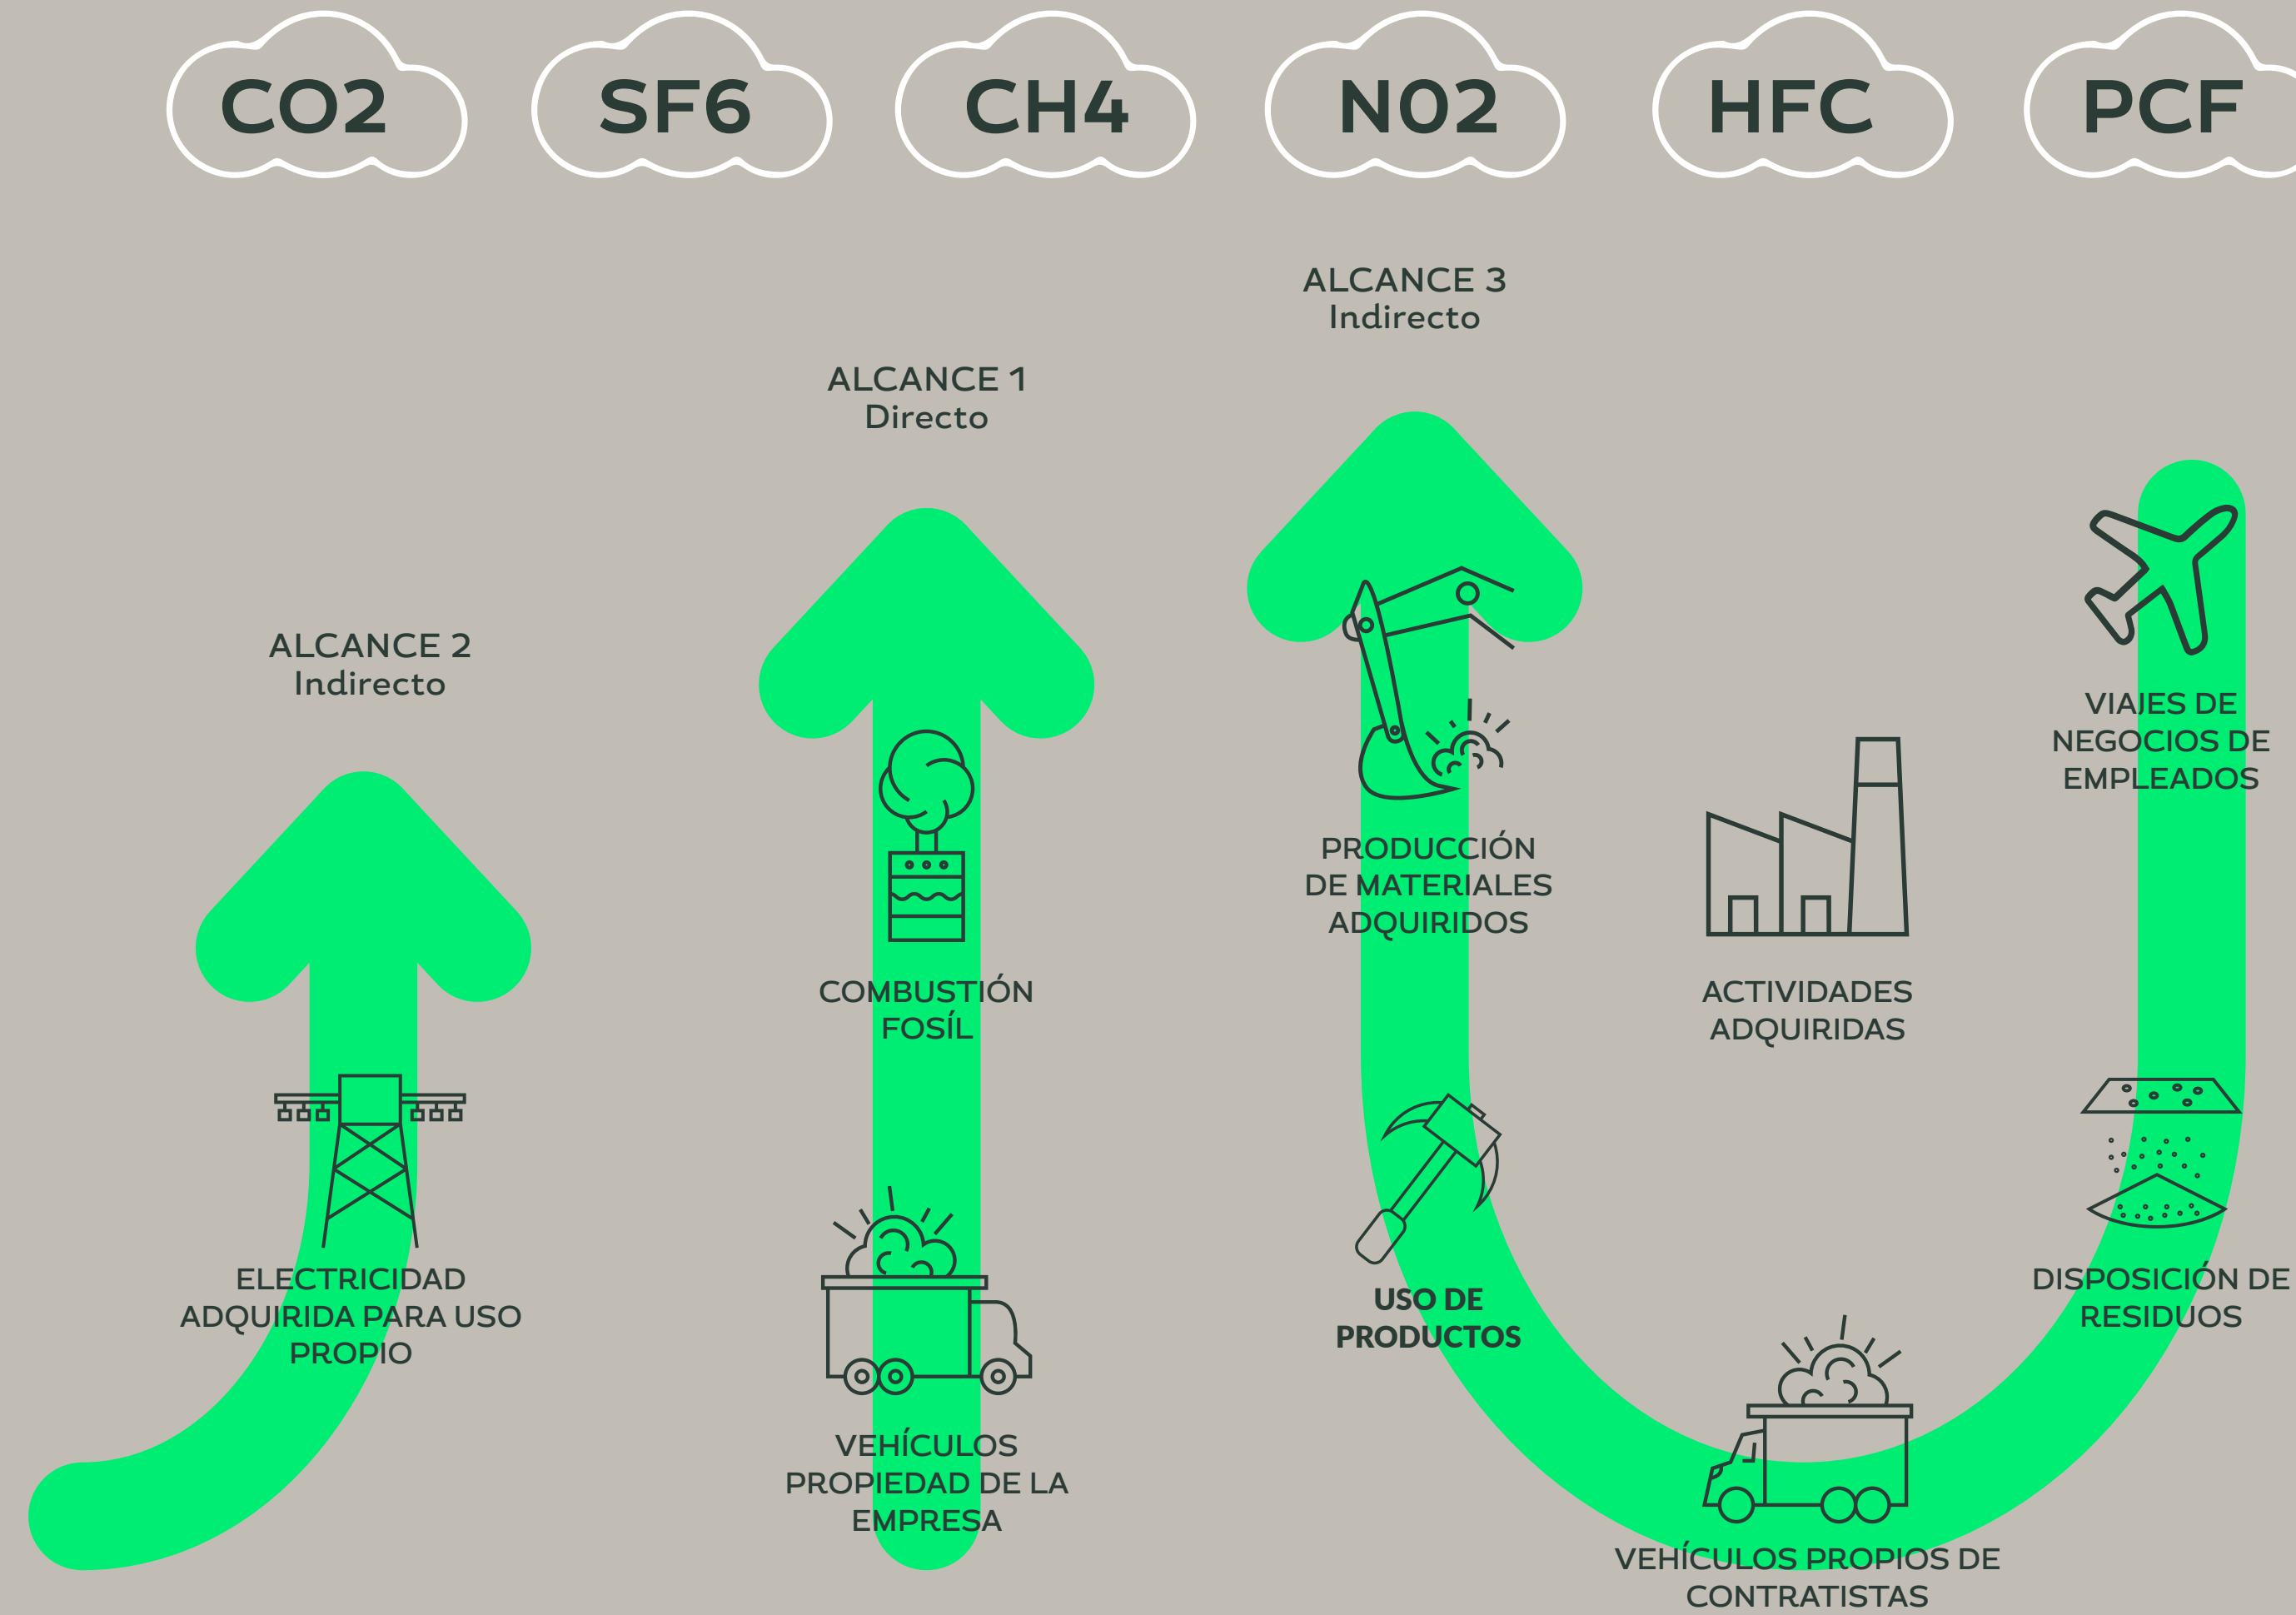 CO2
SF6
CH4
N02
HFC
PCF
ALCANCE 2
Indirecto
ELECTRICIDAD
ADQUIRIDA PARA USO
PROPIO
ALCANCE 1
Directo
COMBUSTIÓN
FOSÍL
VEHÍCULOS
PROPIEDAD DE LA
EMPRESA
ALCANCE 3
Indirecto
PRODUCCIÓN
DE MATERIALES
ADQUIRIDOS
USO DE
PRODUCTOS
ACTIVIDADES
ADQUIRIDAS
VEHÍCULOS PROPIOS DE
CONTRATISTAS
VIAJES DE
NEGOCIOS DE
EMPLEADOS
DISPOSICIÓN DE
RESIDUOS